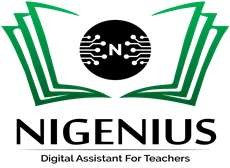 N
NIGENIUS
Digital Assistant For Teachers